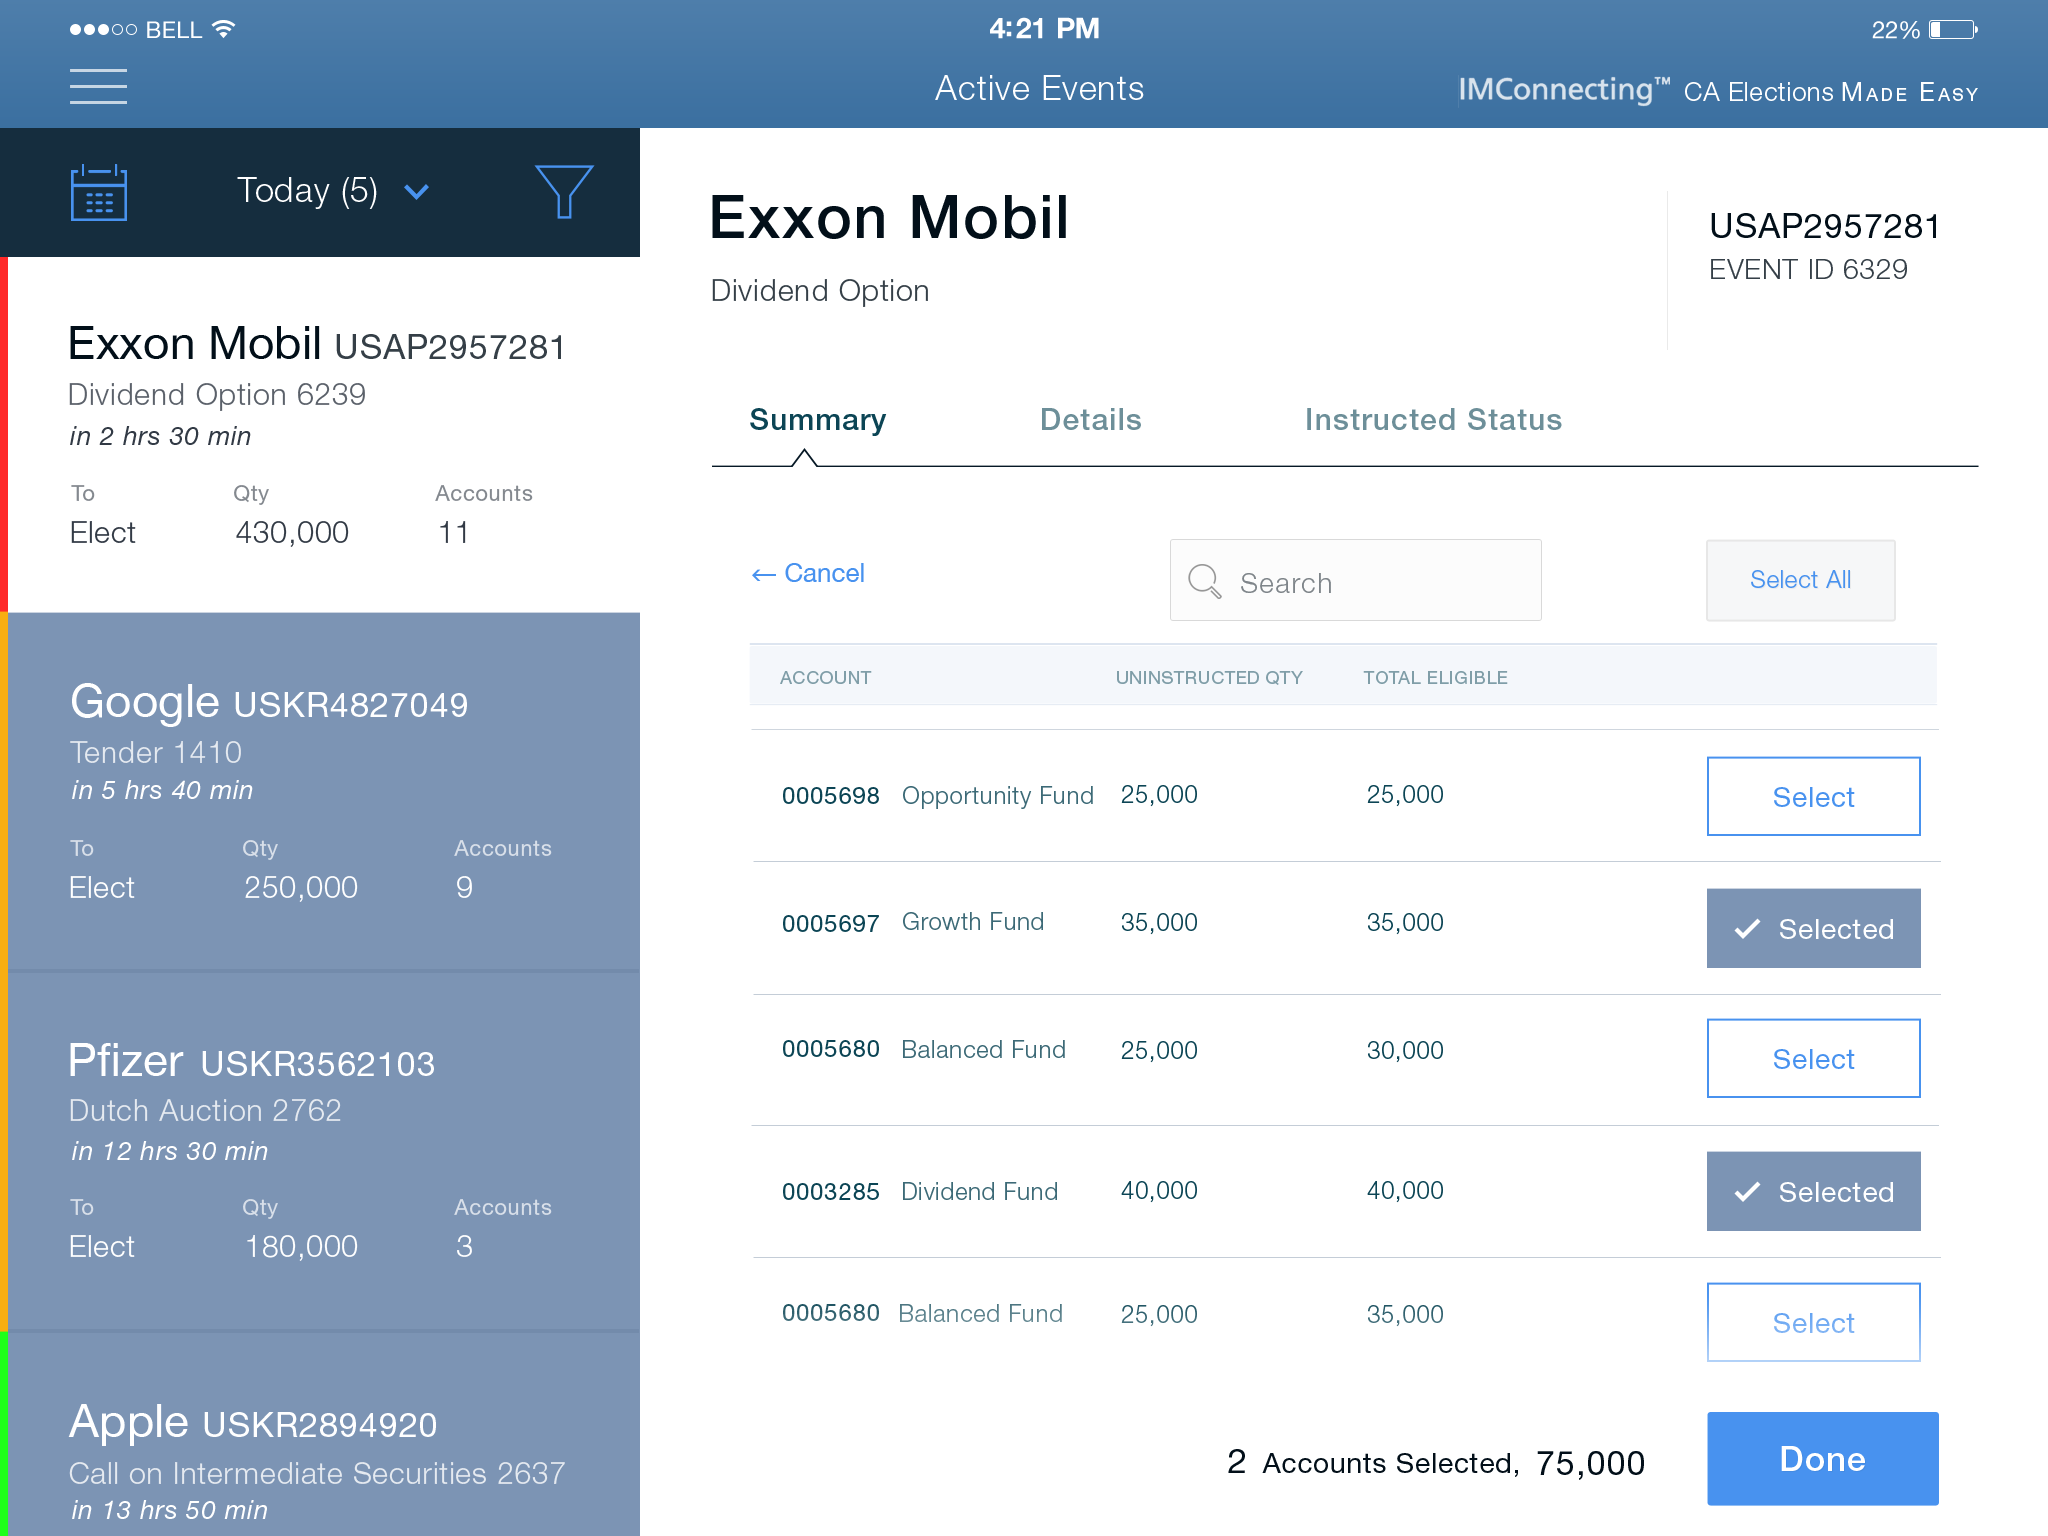 BELL
4:21 PM
22%
Active Events
IMConnecting™ CA Elections MADE EASY
Today (5)
Exxon Mobil USAP2957281
Dividend Option 6239
in 2 hrs 30 min
To Qty Accounts
Elect 430,000 11
Google USKR4827049
Tender 1410
in 5 hrs 40 min
To Qty Accounts
Elect 250,000 9
Pfizer USKR3562103
Dutch Auction 2762
in 12 hrs 30 min
To Qty Accounts
Elect 180,000 3
Apple USKR2894920
Call on Intermediate Securities 2637
in 13 hrs 50 min
Exxon Mobil
Dividend Option
USAP2957281
EVENT ID 6329
Summary Details Instructed Status
← Cancel
Search
Select All
ACCOUNT UNINSTRUCTED QTY TOTAL ELIGIBLE
0005698 Opportunity Fund 25,000 25,000 Select
0005697 Growth Fund 35,000 35,000 Selected
0005680 Balanced Fund 25,000 30,000 Select
0003285 Dividend Fund 40,000 40,000 Selected
0005680 Balanced Fund 25,000 35,000 Select
2 Accounts Selected, 75,000
Done